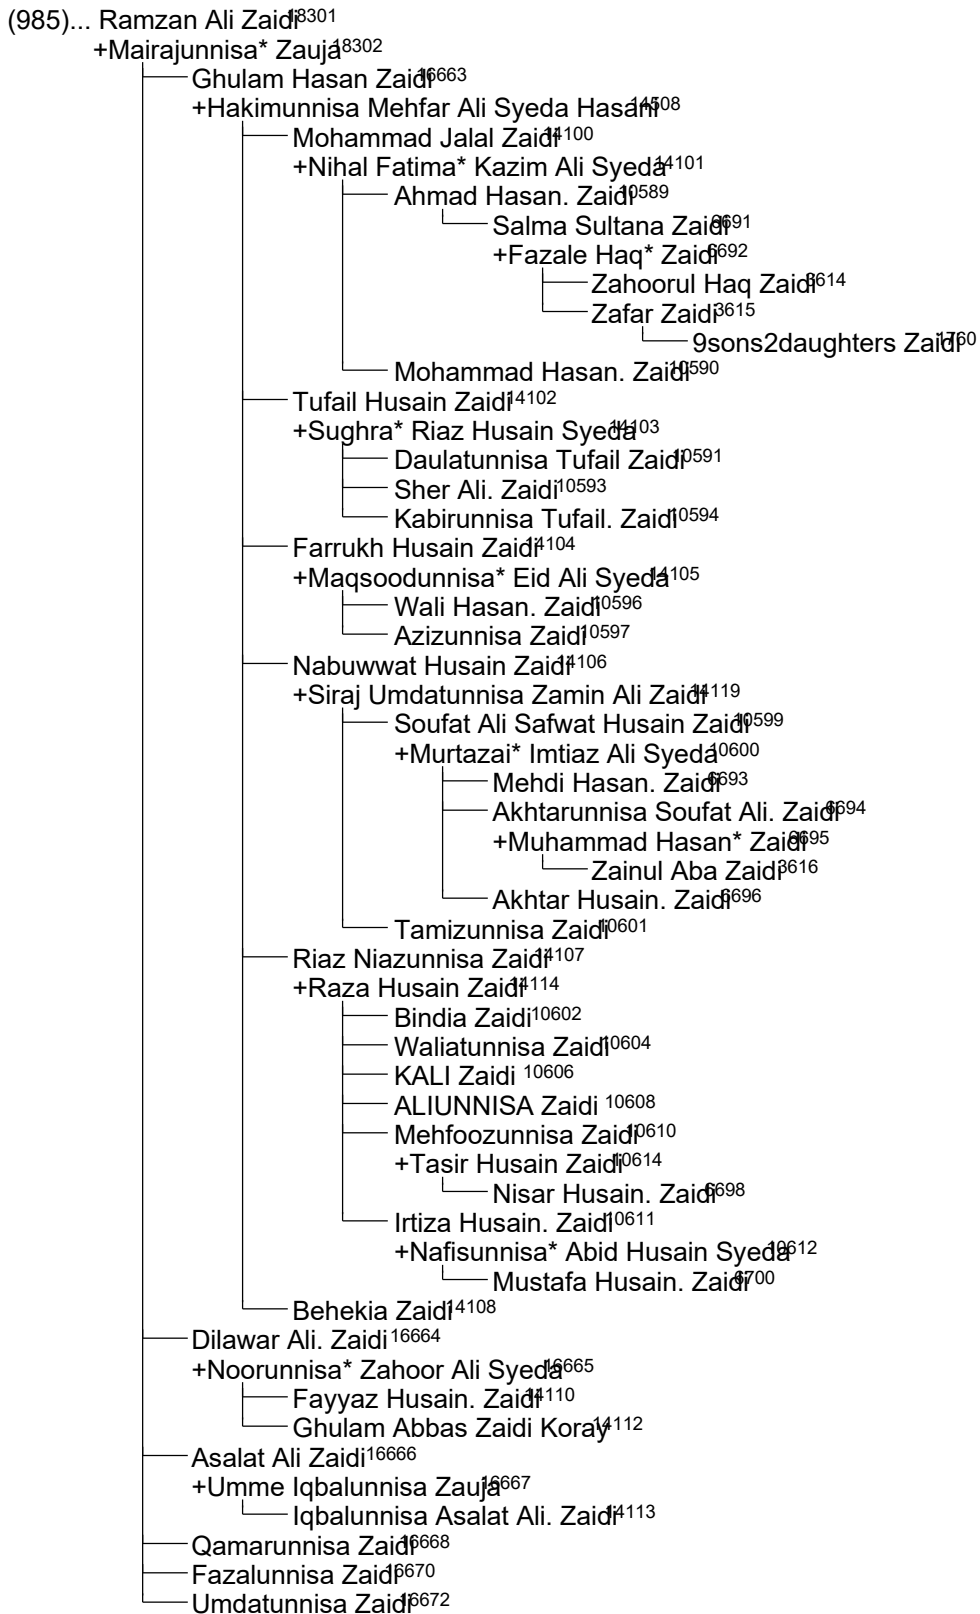 (985)... Ramzan Ali Zaidi18301
+Mairajunnisa* Zauja18302
Ghulam Hasan Zaidi16663
+Hakimunnisa Mehfar Ali Syeda Hasani14508
Mohammad Jalal Zaidi14100
+Nihal Fatima* Kazim Ali Syeda14101
Ahmad Hasan. Zaidi10589
Salma Sultana Zaidi6691
+Fazale Haq* Zaidi6692
Zahoorul Haq Zaidi3614
Zafar Zaidi3615
9sons2daughters Zaidi1760
Mohammad Hasan. Zaidi10590
Tufail Husain Zaidi14102
+Sughra* Riaz Husain Syeda14103
Daulatunnisa Tufail Zaidi10591
Sher Ali. Zaidi10593
Kabirunnisa Tufail. Zaidi10594
Farrukh Husain Zaidi14104
+Maqsoodunnisa* Eid Ali Syeda14105
Wali Hasan. Zaidi10596
Azizunnisa Zaidi10597
Nabuwwat Husain Zaidi14106
+Siraj Umdatunnisa Zamin Ali Zaidi14119
Soufat Ali Safwat Husain Zaidi10599
+Murtazai* Imtiaz Ali Syeda10600
Mehdi Hasan. Zaidi6693
Akhtarunnisa Soufat Ali. Zaidi6694
+Muhammad Hasan* Zaidi6695
Zainul Aba Zaidi3616
Akhtar Husain. Zaidi6696
Tamizunnisa Zaidi10601
Riaz Niazunnisa Zaidi14107
+Raza Husain Zaidi14114
Bindia Zaidi10602
Waliatunnisa Zaidi10604
KALI Zaidi 10606
ALIUNNISA Zaidi 10608
Mehfoozunnisa Zaidi10610
+Tasir Husain Zaidi10614
Nisar Husain. Zaidi6698
Irtiza Husain. Zaidi10611
+Nafisunnisa* Abid Husain Syeda10612
Mustafa Husain. Zaidi6700
Behekia Zaidi14108
Dilawar Ali. Zaidi16664
+Noorunnisa* Zahoor Ali Syeda16665
Fayyaz Husain. Zaidi14110
Ghulam Abbas Zaidi Koray14112
Asalat Ali Zaidi16666
+Umme Iqbalunnisa Zauja16667
Iqbalunnisa Asalat Ali. Zaidi14113
Qamarunnisa Zaidi16668
Fazalunnisa Zaidi16670
Umdatunnisa Zaidi16672